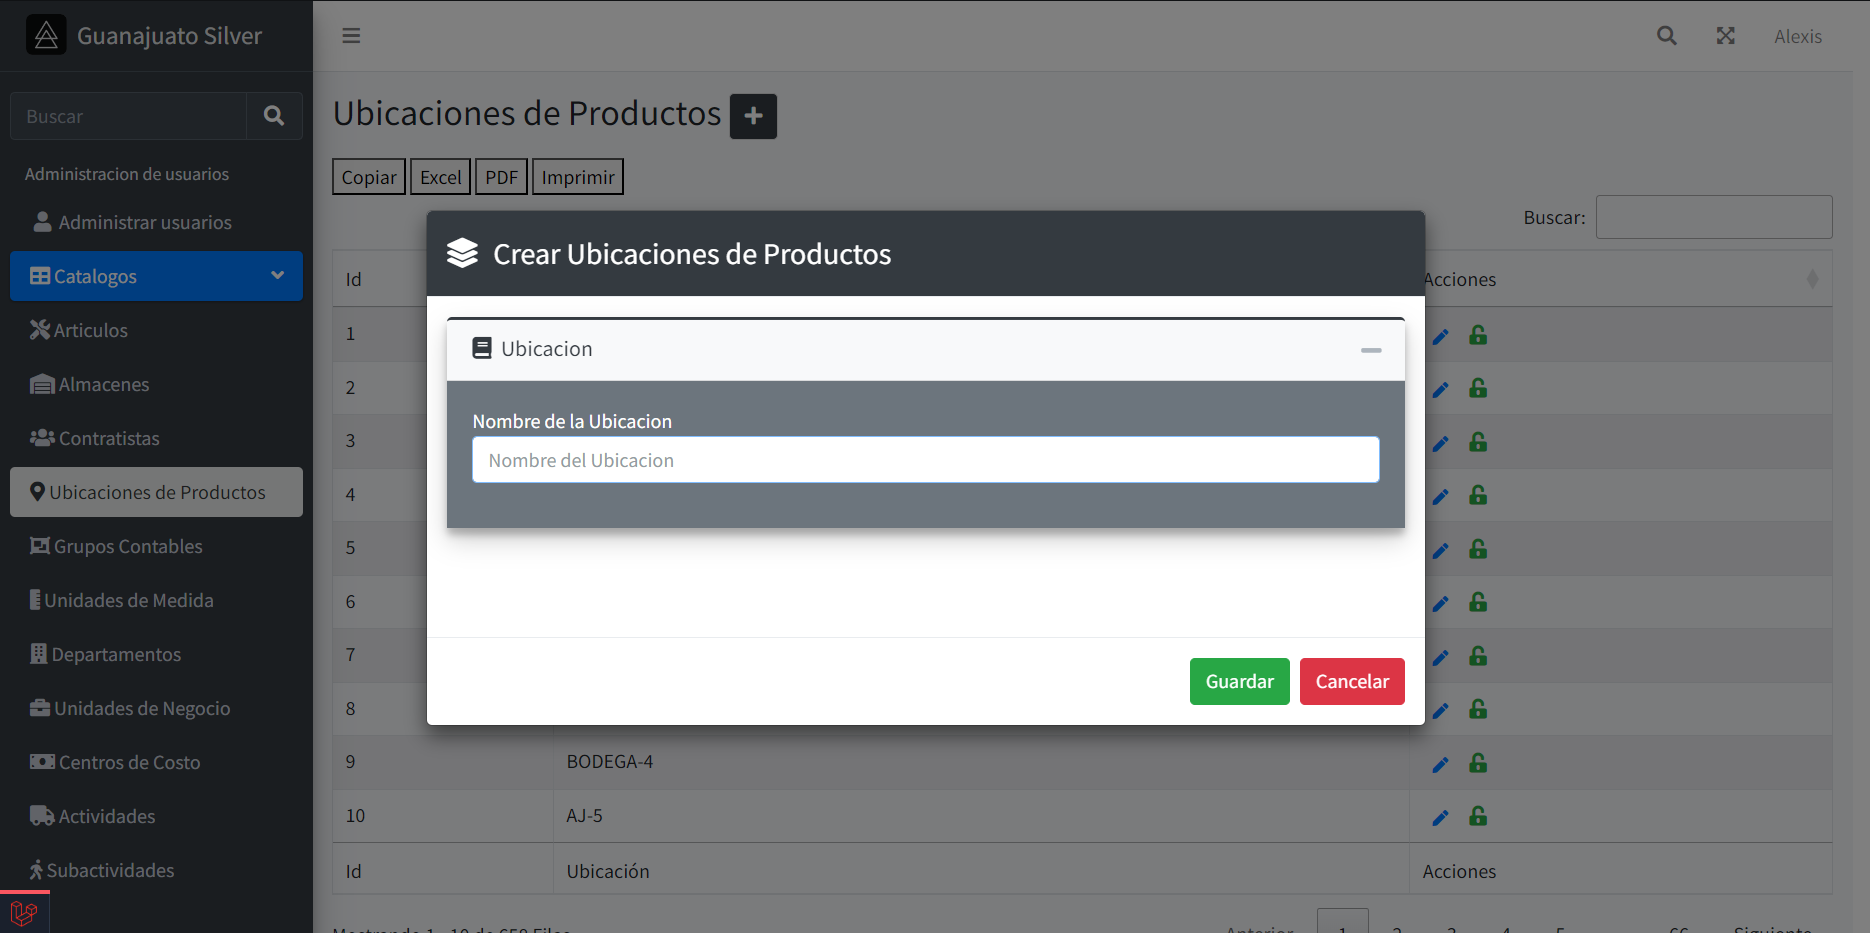 Guanajuato Silver
Alexis
Buscar
Administracion de usuarios
Administrar usuarios
Catalogos
Articulos
Almacenes
Contratistas
Ubicaciones de Productos
Grupos Contables
Unidades de Medida
Departamentos
Unidades de Negocio
Centros de Costo
Actividades
Subactividades
Ubicaciones de Productos
Copiar Excel PDF Imprimir
Buscar:
Id Acciones
1
2
3
4
5
6
7
8
9 BODEGA-4
10 AJ-5
Id Ubicación Acciones
Crear Ubicaciones de Productos
Ubicacion
Nombre de la Ubicacion
Nombre del Ubicacion
Guardar Cancelar